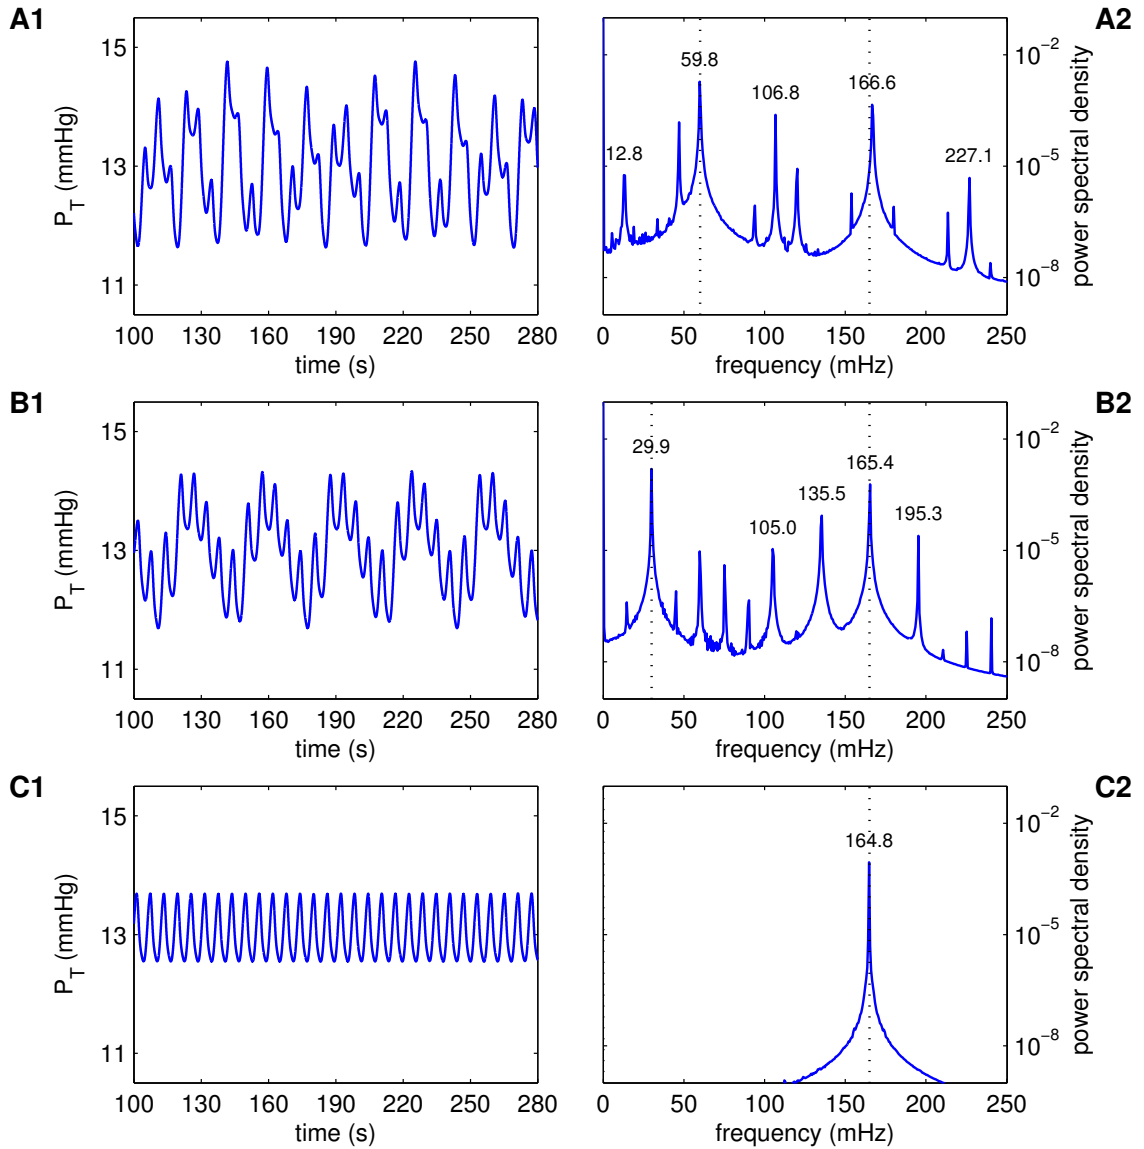 A1
A2
15
13
11
P_T (mmHg)
100 130 160 190 220 250 280
time (s)
59.8
166.6
106.8
12.8
227.1
10^-2
10^-5
10^-8
power spectral density
0 50 100 150 200 250
frequency (mHz)
B1
B2
15
13
11
P_T (mmHg)
100 130 160 190 220 250 280
time (s)
29.9
165.4
135.5
195.3
105.0
10^-2
10^-5
10^-8
power spectral density
0 50 100 150 200 250
frequency (mHz)
C1
C2
15
13
11
P_T (mmHg)
100 130 160 190 220 250 280
time (s)
164.8
10^-2
10^-5
10^-8
power spectral density
0 50 100 150 200 250
frequency (mHz)